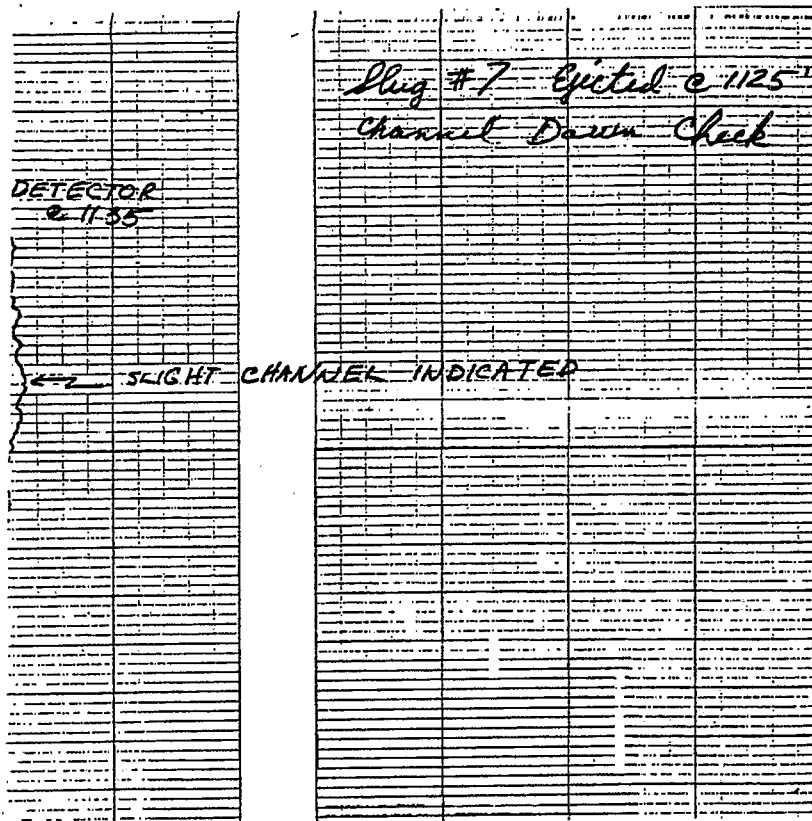 Slug #7 Ejected @ 1125'
Channel Down Check
DETECTOR
@ 1135
SLIGHT CHANNEL INDICATED